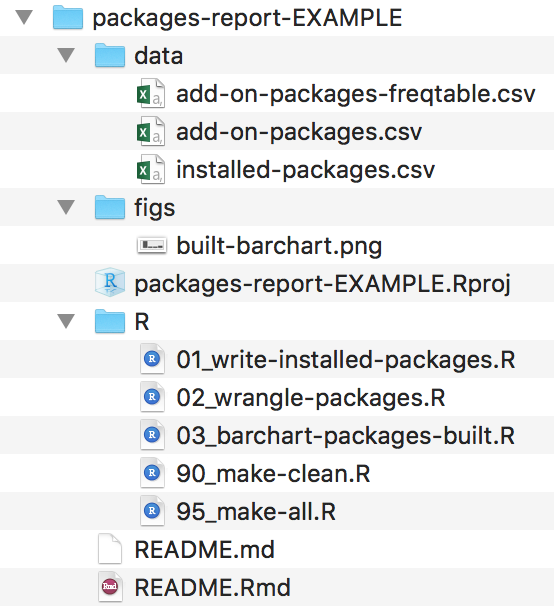 packages-report-EXAMPLE
data
add-on-packages-freqtable.csv
add-on-packages.csv
installed-packages.csv
figs
built-barchart.png
packages-report-EXAMPLE.Rproj
R
01_write-installed-packages.R
02_wrangle-packages.R
03_barchart-packages-built.R
90_make-clean.R
95_make-all.R
README.md
README.Rmd